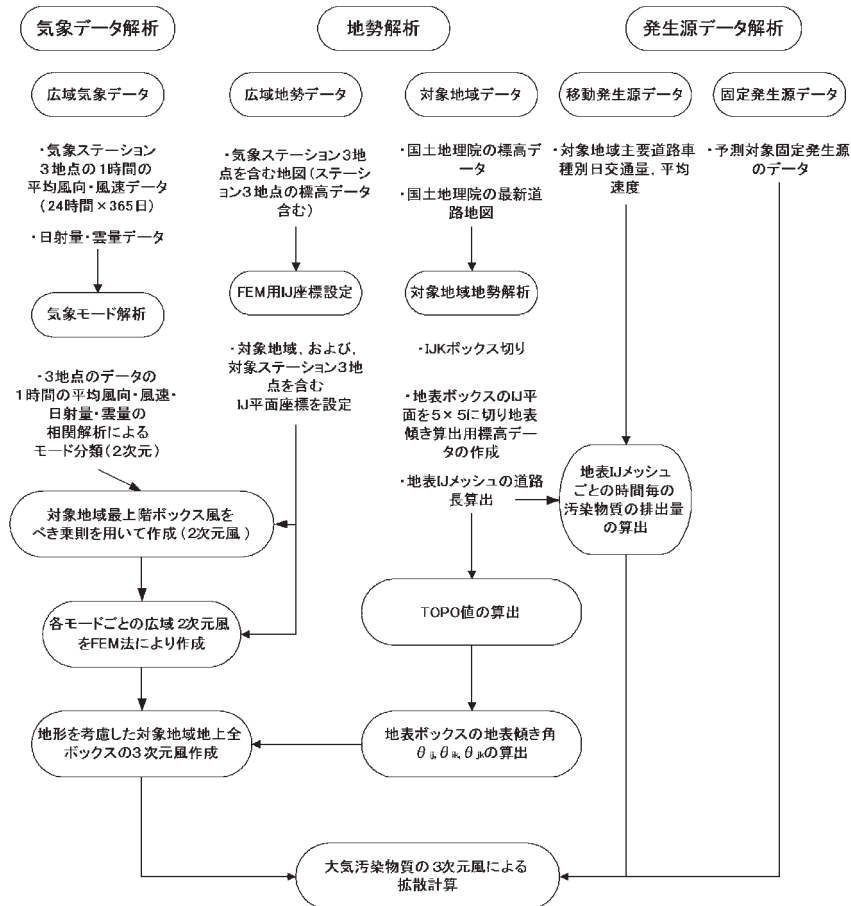 気象データ解析
地勢解析
発生源データ解析
広域気象データ
広域地勢データ
対象地域データ
移動発生源データ
固定発生源データ
・気象ステーション
3地点の1時間の
平均風向・風速データ
(24時間×365日)
・日射量・雲量データ
・気象ステーション3地
点を含む地図(ステーシ
ョン3地点の標高データ
含む)
・国土地理院の標高デ
ータ
・国土地理院の最新道
路地図
・対象地域主要道路車
種別日交通量,平均
速度
・予測対象固定発生源
のデータ
気象モード解析
FEM用IJ座標設定
対象地域地勢解析
・3地点のデータの
1時間の平均風向・風速・
日射量・雲量の
相関解析による
モード分類(2次元)
・対象地域,および,
対象ステーション3地
点を含む
IJ平面座標を設定
・IJKボックス切り
・地表ボックスのIJ平
面を5×5に切り地表
傾き算出用標高デー
タの作成
・地表IJメッシュの道路
長算出
地表IJメッシュ
ごとの時間毎の
汚染物質の排出量
の算出
対象地域最上階ボックス風を
べき乗則を用いて作成(2次元風)
各モードごとの広域2次元風
をFEM法により作成
TOPO値の算出
地形を考慮した対象地域地上全
ボックスの3次元風作成
地表ボックスの地表傾き角
θij,θik,θjkの算出
大気汚染物質の3次元風による
拡散計算